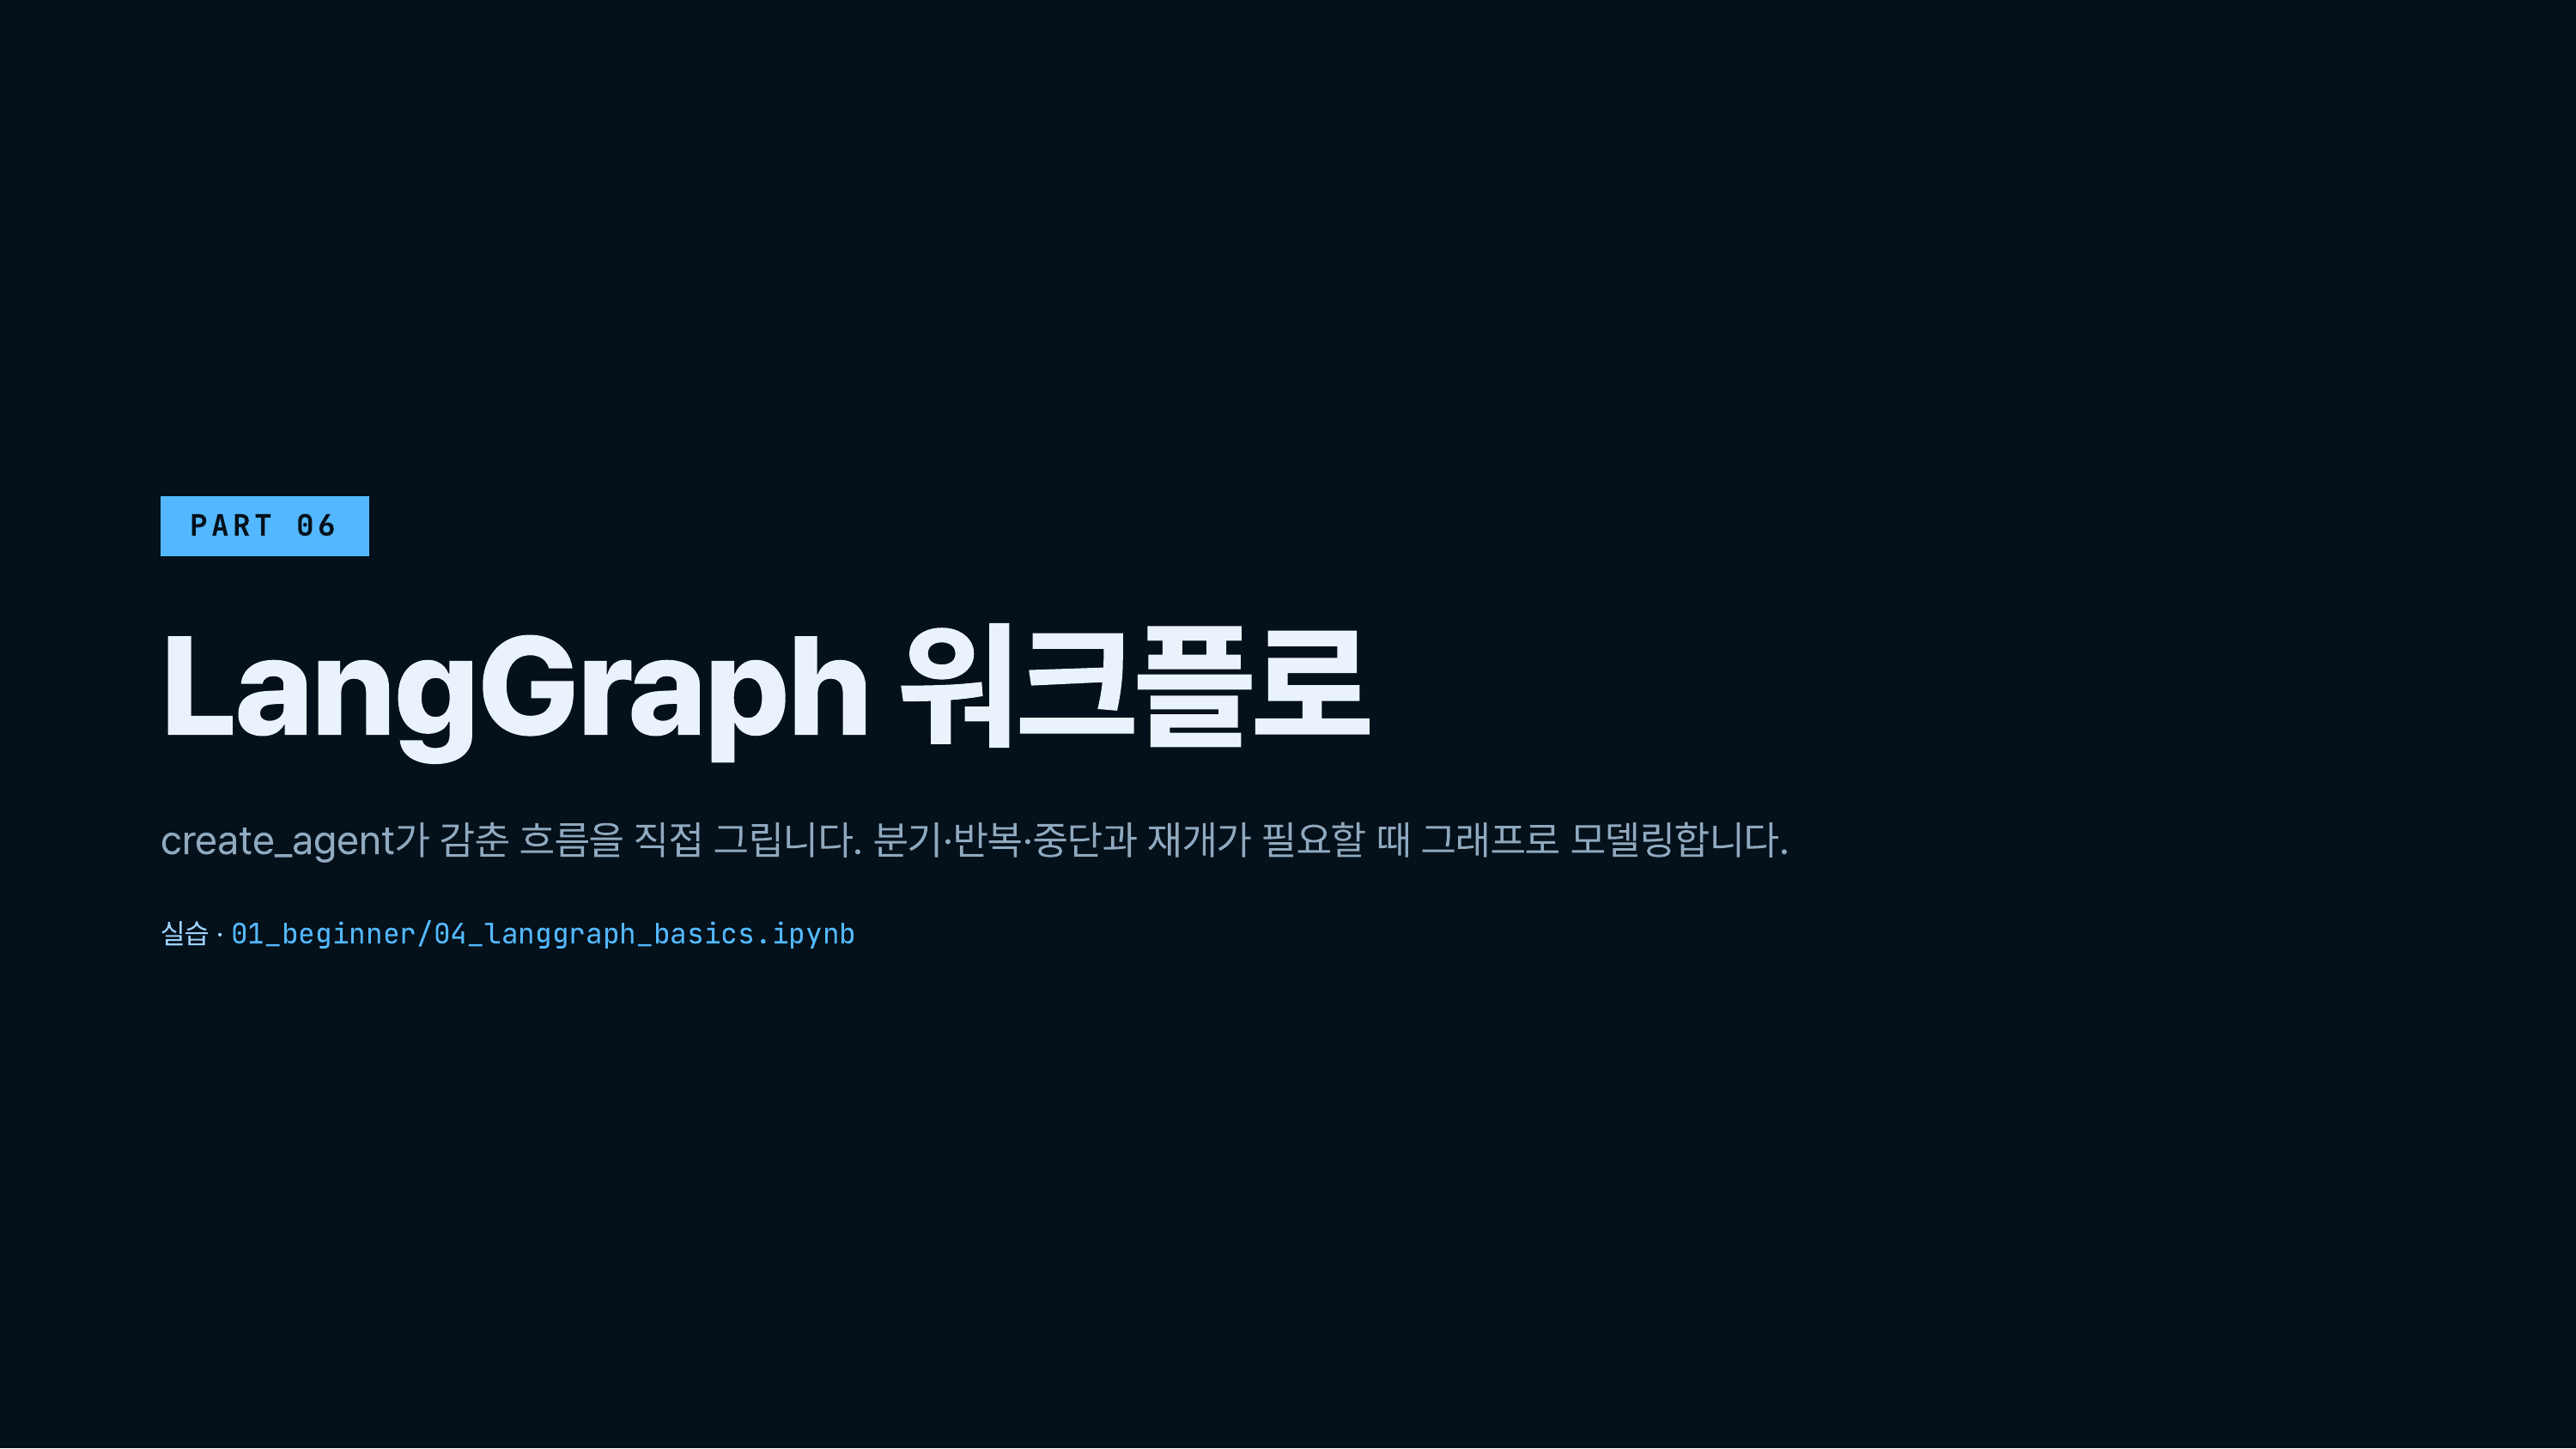 PART 06
LangGraph 워크플로
create_agent가 감춘 흐름을 직접 그립니다. 분기·반복·중단과 재개가 필요할 때 그래프로 모델링합니다.
실습 · 01_beginner/04_langgraph_basics.ipynb